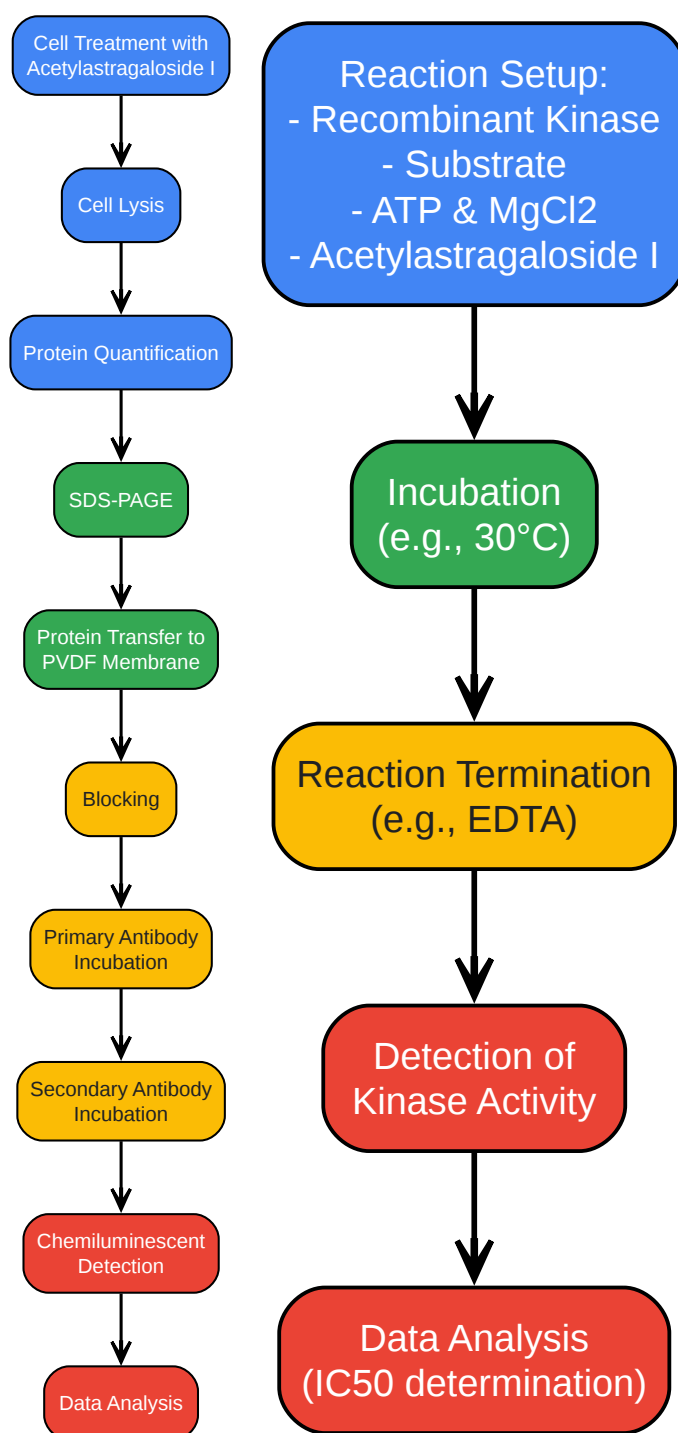 Cell Treatment with
Acetylastragaloside I
Cell Lysis
Protein Quantification
SDS-PAGE
Protein Transfer to
PVDF Membrane
Blocking
Primary Antibody
Incubation
Secondary Antibody
Incubation
Chemiluminescent
Detection
Data Analysis
Reaction Setup:
- Recombinant Kinase
- Substrate
- ATP & MgCl2
- Acetylastragaloside I
Incubation
(e.g., 30°C)
Reaction Termination
(e.g., EDTA)
Detection of
Kinase Activity
Data Analysis
(IC50 determination)